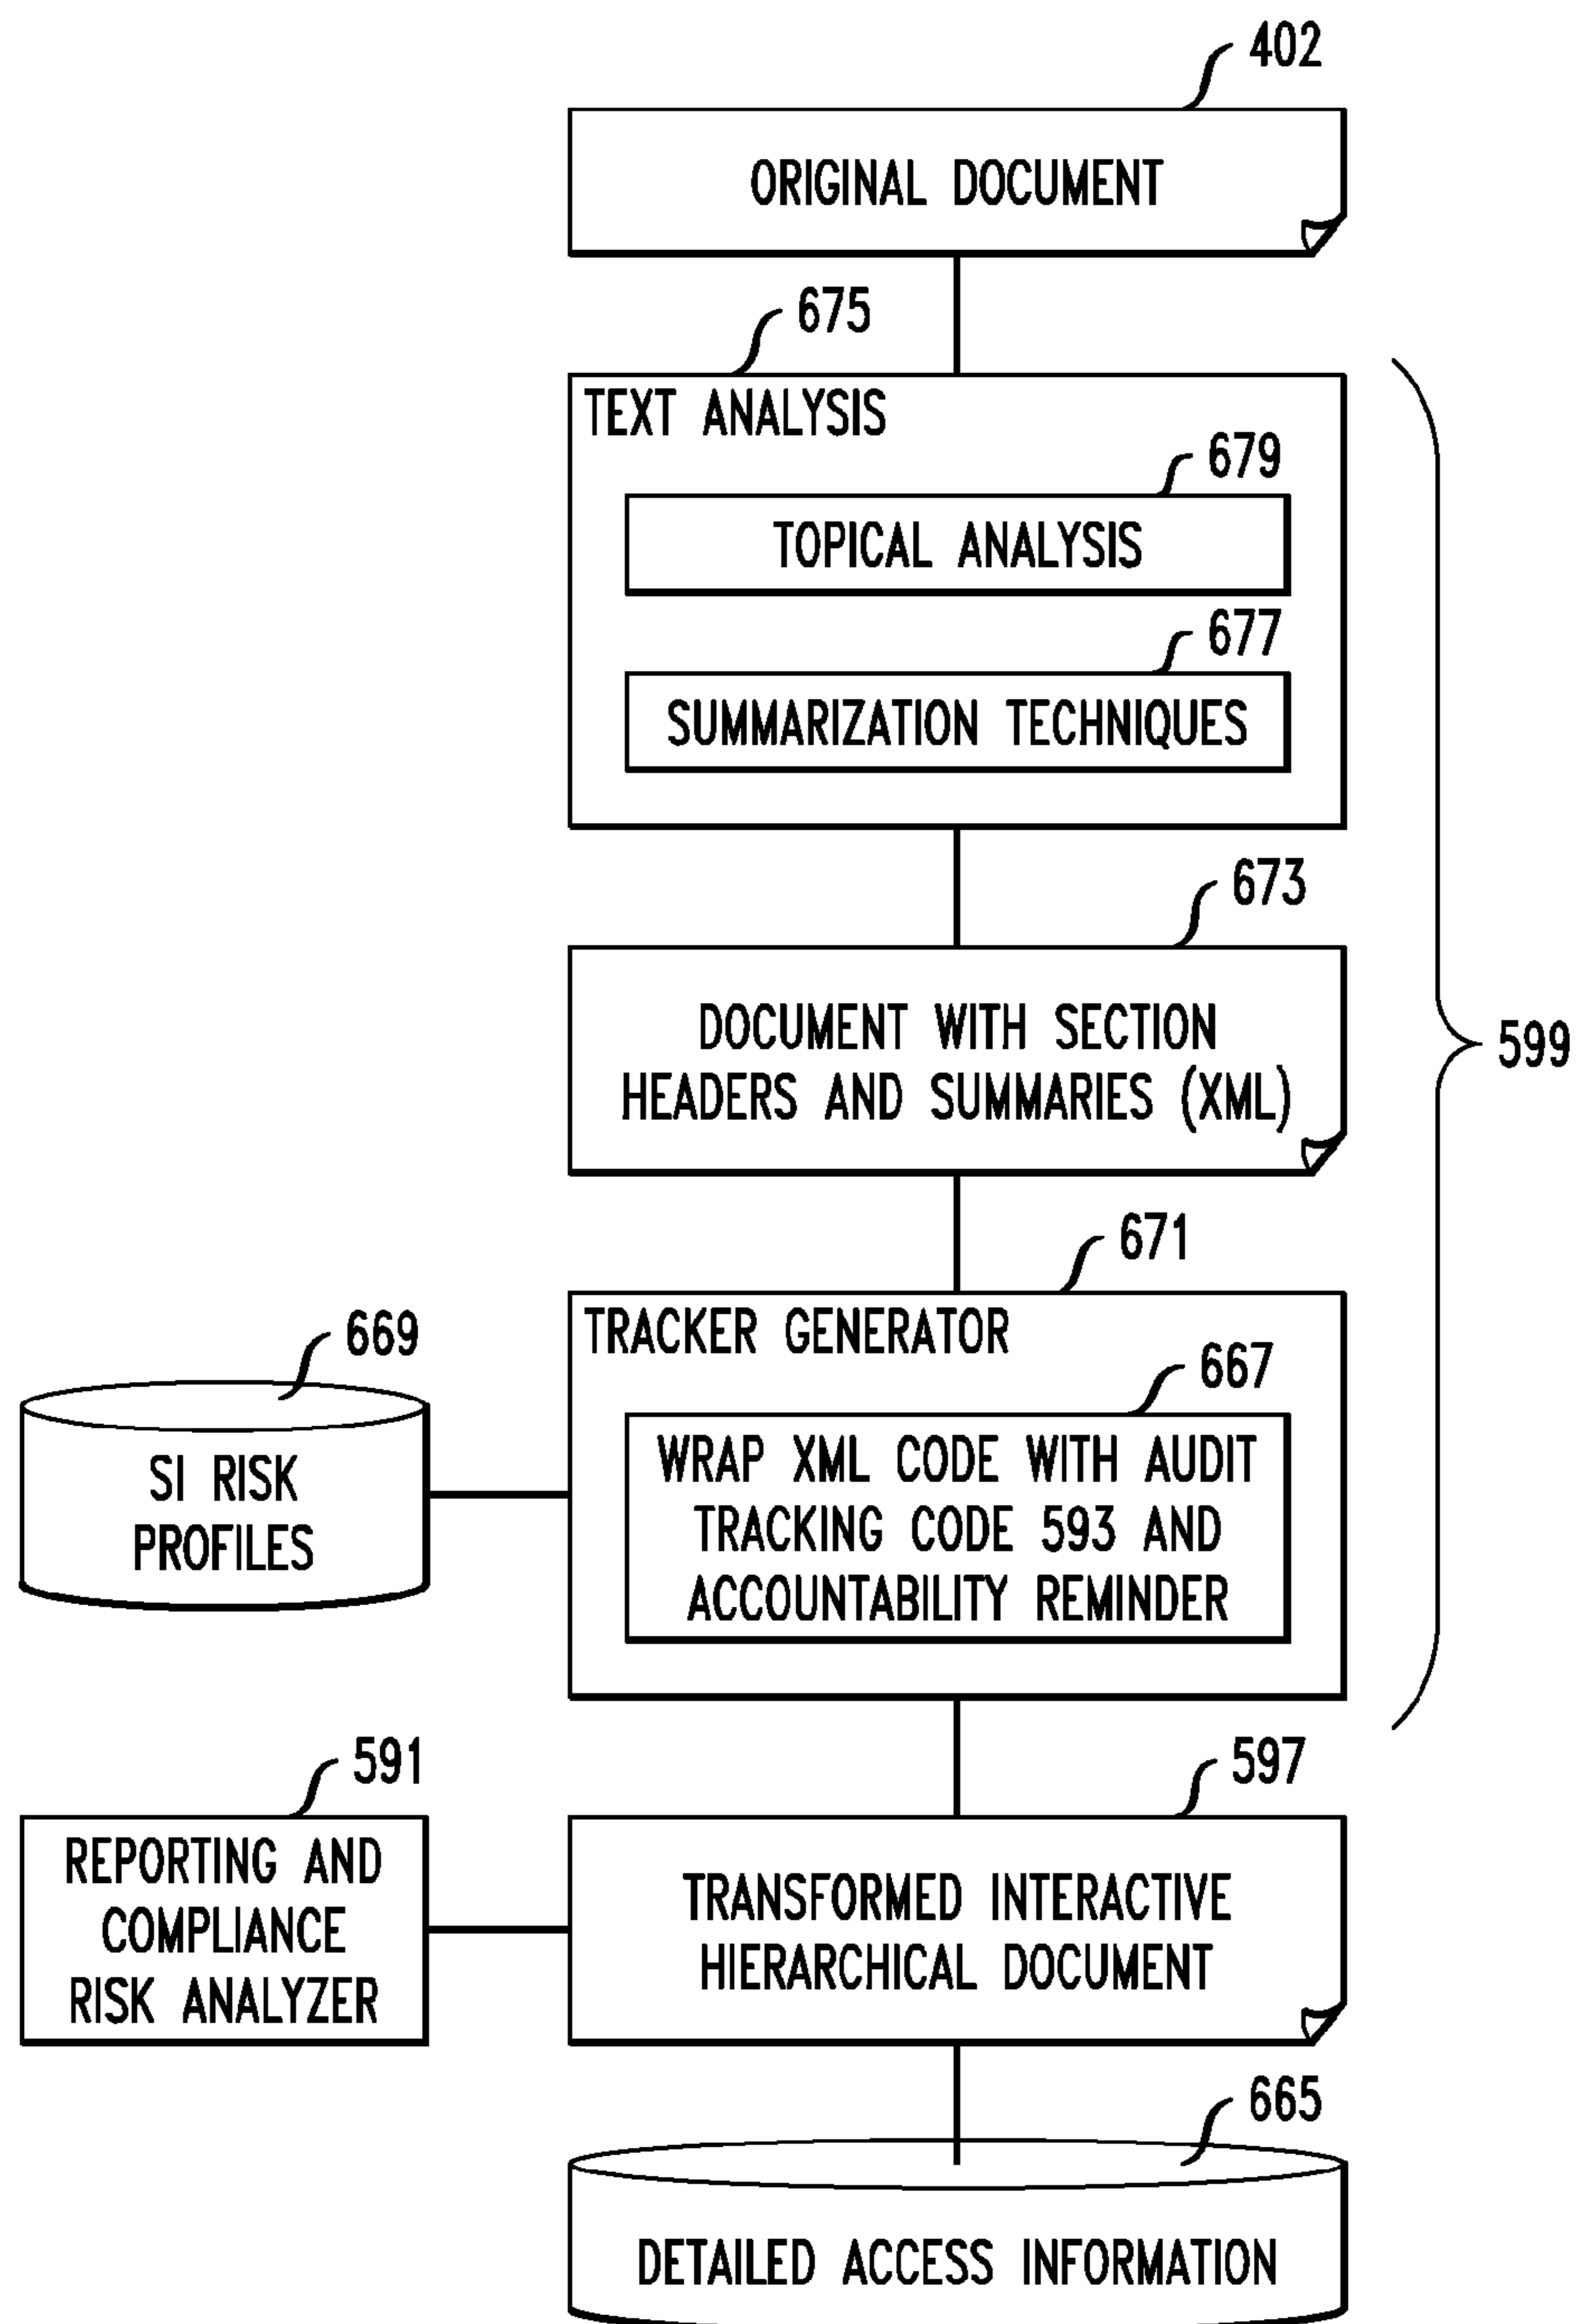 402
ORIGINAL DOCUMENT
675
TEXT ANALYSIS
679
TOPICAL ANALYSIS
677
SUMMARIZATION TECHNIQUES
673
DOCUMENT WITH SECTION
HEADERS AND SUMMARIES (XML)
599
671
TRACKER GENERATOR
669
SI RISK
PROFILES
667
WRAP XML CODE WITH AUDIT
TRACKING CODE 593 AND
ACCOUNTABILITY REMINDER
591
REPORTING AND
COMPLIANCE
RISK ANALYZER
597
TRANSFORMED INTERACTIVE
HIERARCHICAL DOCUMENT
665
DETAILED ACCESS INFORMATION